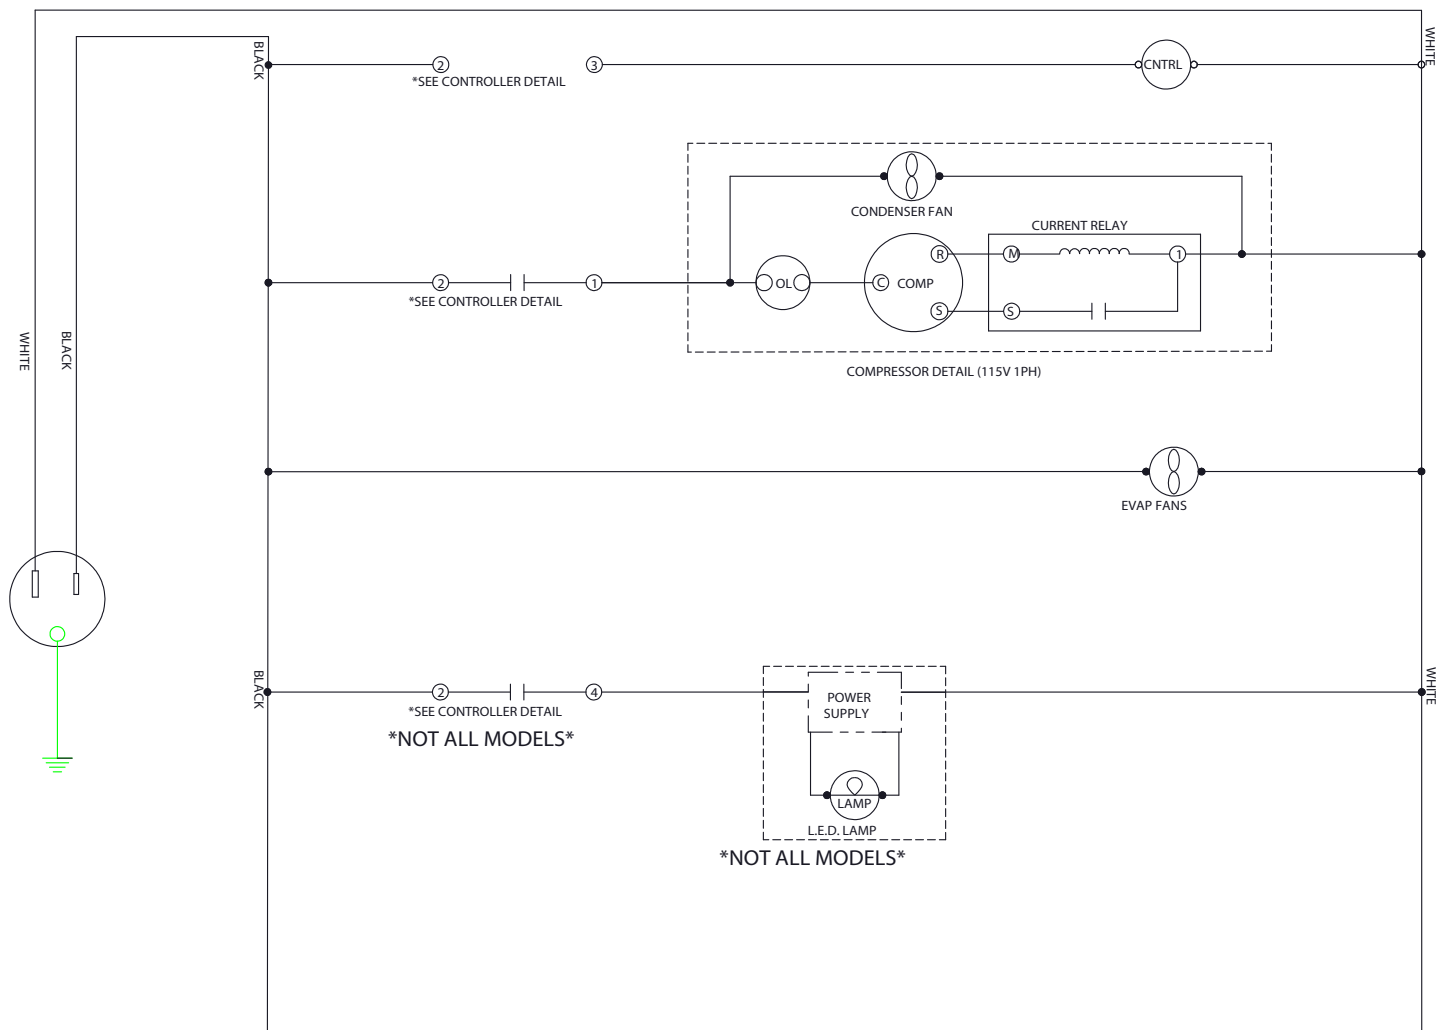 BLACK
WHITE
2
3
CNTRL
*SEE CONTROLLER DETAIL
CONDENSER FAN
CURRENT RELAY
R
M
1
2
1
OL
C
COMP
*SEE CONTROLLER DETAIL
S
S
WHITE
BLACK
COMPRESSOR DETAIL (115V 1PH)
EVAP FANS
BLACK
WHITE
2
4
POWER
SUPPLY
*SEE CONTROLLER DETAIL
*NOT ALL MODELS*
LAMP
L.E.D. LAMP
*NOT ALL MODELS*